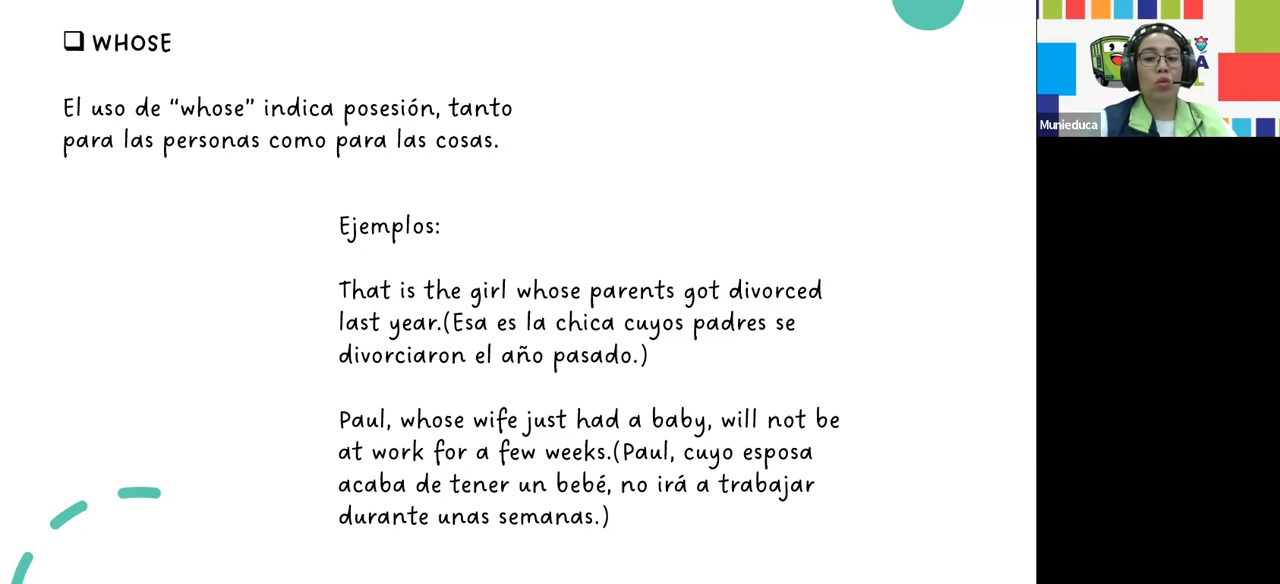 WHOSE
El uso de “whose” indica posesión, tanto
para las personas como para las cosas.
Ejemplos:
That is the girl whose parents got divorced
last year.(Esa es la chica cuyos padres se
divorciaron el año pasado.)
Paul, whose wife just had a baby, will not be
at work for a few weeks.(Paul, cuyo esposa
acaba de tener un bebé, no irá a trabajar
durante unas semanas.)
Munieduca